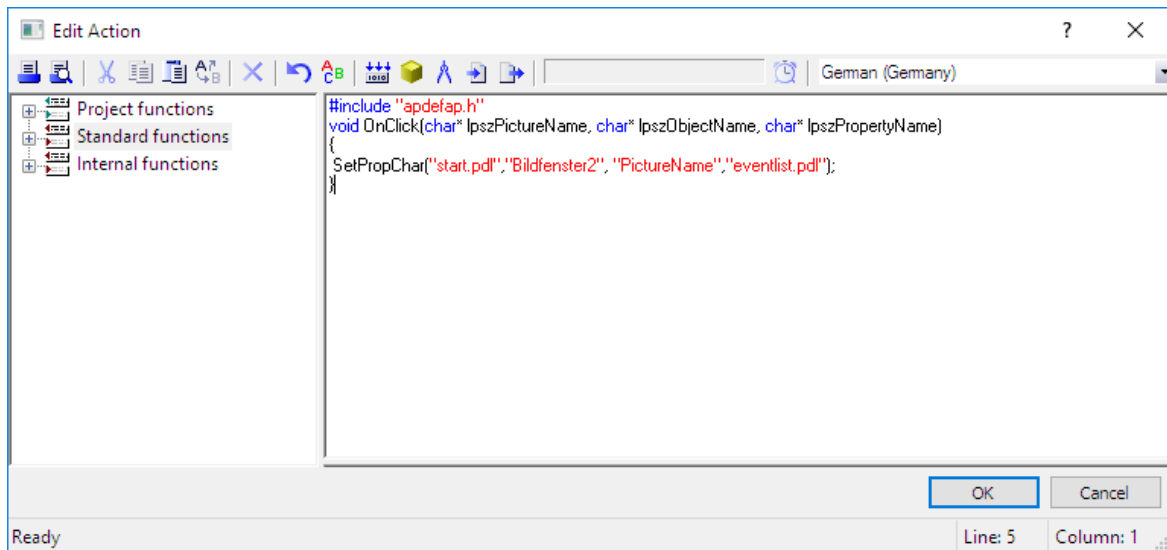 Edit Action
?
German (Germany)
Project functions
Standard functions
Internal functions
#include "apdefap.h"
void OnClick(char* lpszPictureName, char* lpszObjectName, char* lpszPropertyName)
{
SetPropChar("start.pdl","Bildfenster2", "PictureName","eventlist.pdl");
}
OK
Cancel
Ready
Line: 5
Column: 1